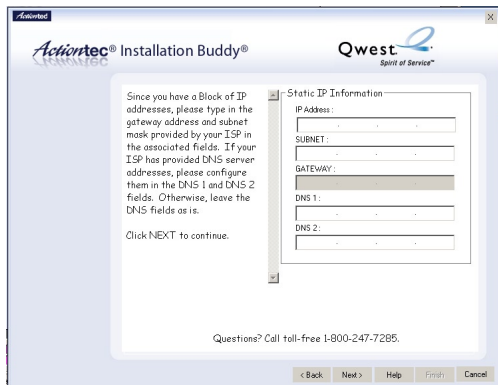 Actiontec
Actiontec® Installation Buddy®
Qwest
Spirit of Service™
Since you have a Block of IP
addresses, please type in the
gateway address and subnet
mask provided by your ISP in
the associated fields. If your
ISP has provided DNS server
addresses, please configure
them in the DNS 1 and DNS 2
fields. Otherwise, leave the
DNS fields as is.
Click NEXT to continue.
Static IP Information
IP Address :
SUBNET :
GATEWAY :
DNS 1 :
DNS 2 :
Questions? Call toll-free 1-800-247-7285.
< Back Next > Help Finish Cancel